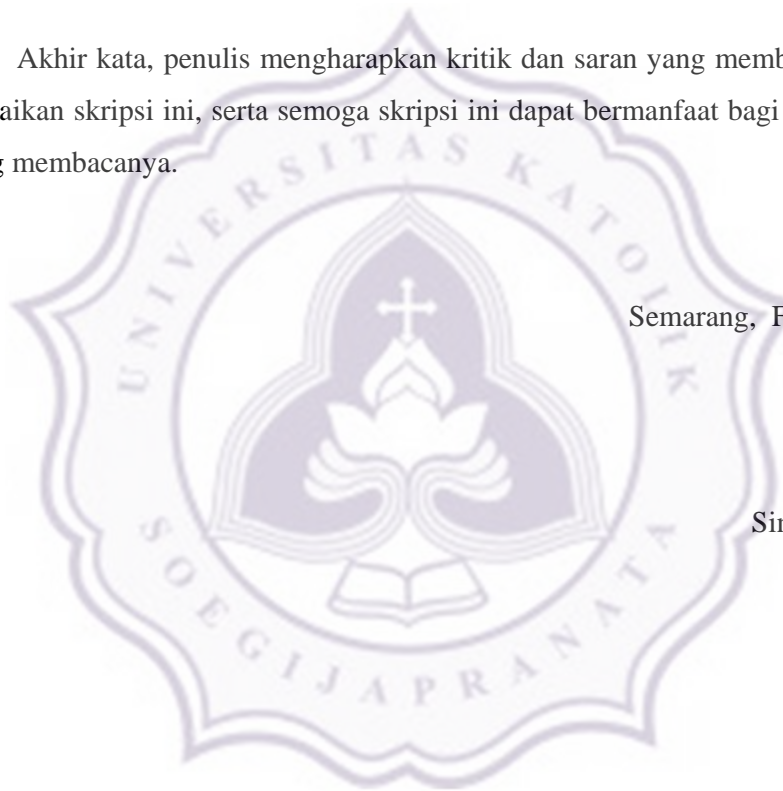 Akhir kata, penulis mengharapkan kritik dan saran yang memb
aikan skripsi ini, serta semoga skripsi ini dapat bermanfaat bagi
membacanya.
Semarang, F
Sin
UNIVERSITAS KATOLIK
SOEGIJAPRANATA